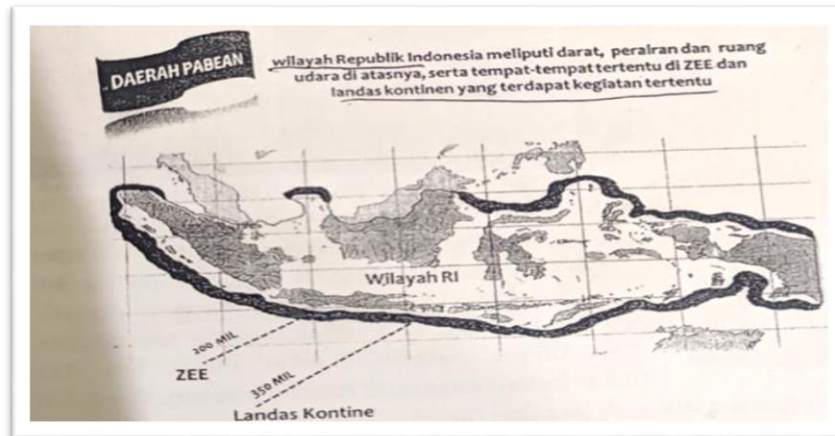 DAERAH PABEAN
wilayah Republik Indonesia meliputi darat, perairan dan ruang
udara di atasnya, serta tempat-tempat tertentu di ZEE dan
landas kontinen yang terdapat kegiatan tertentu
Wilayah RI
200 MIL
ZEE
350 MIL
Landas Kontine